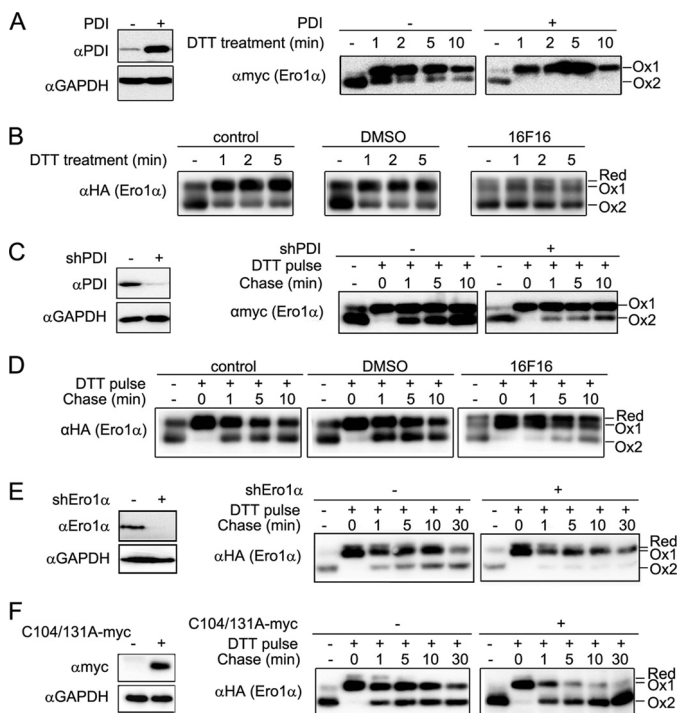 A
PDI - +
αPDI
αGAPDH
PDI - +
DTT treatment (min) - 1 2 5 10 - 1 2 5 10
αmyc (Ero1α)
Ox1
Ox2
B
control DMSO 16F16
DTT treatment (min) - 1 2 5 - 1 2 5 - 1 2 5
αHA (Ero1α)
Red
Ox1
Ox2
C
shPDI - +
αPDI
αGAPDH
shPDI - +
DTT pulse - + + + + - + + + +
Chase (min) 0 1 5 10 0 1 5 10
αmyc (Ero1α)
Ox1
Ox2
D
control DMSO 16F16
DTT pulse - + + + + - + + + + - + + + +
Chase (min) 0 1 5 10 0 1 5 10 0 1 5 10
αHA (Ero1α)
Red
Ox1
Ox2
E
shEro1α - +
αEro1α
αGAPDH
shEro1α - +
DTT pulse - + + + + + - + + + + +
Chase (min) 0 1 5 10 30 0 1 5 10 30
αHA (Ero1α)
Red
Ox1
Ox2
F
C104/131A-myc - +
αmyc
αGAPDH
C104/131A-myc - +
DTT pulse - + + + + + - + + + + +
Chase (min) 0 1 5 10 30 0 1 5 10 30
αHA (Ero1α)
Red
Ox1
Ox2